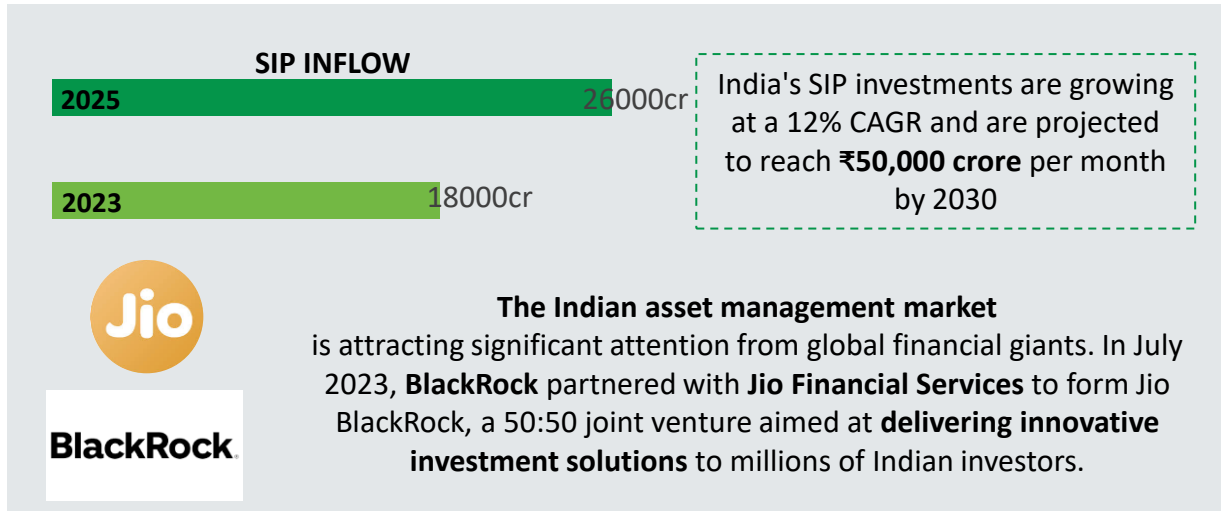 SIP INFLOW
2025
26000cr
2023
18000cr
India's SIP investments are growing
at a 12% CAGR and are projected
to reach ₹50,000 crore per month
by 2030
Jio
BlackRock.
The Indian asset management market
is attracting significant attention from global financial giants. In July
2023, BlackRock partnered with Jio Financial Services to form Jio
BlackRock, a 50:50 joint venture aimed at delivering innovative
investment solutions to millions of Indian investors.